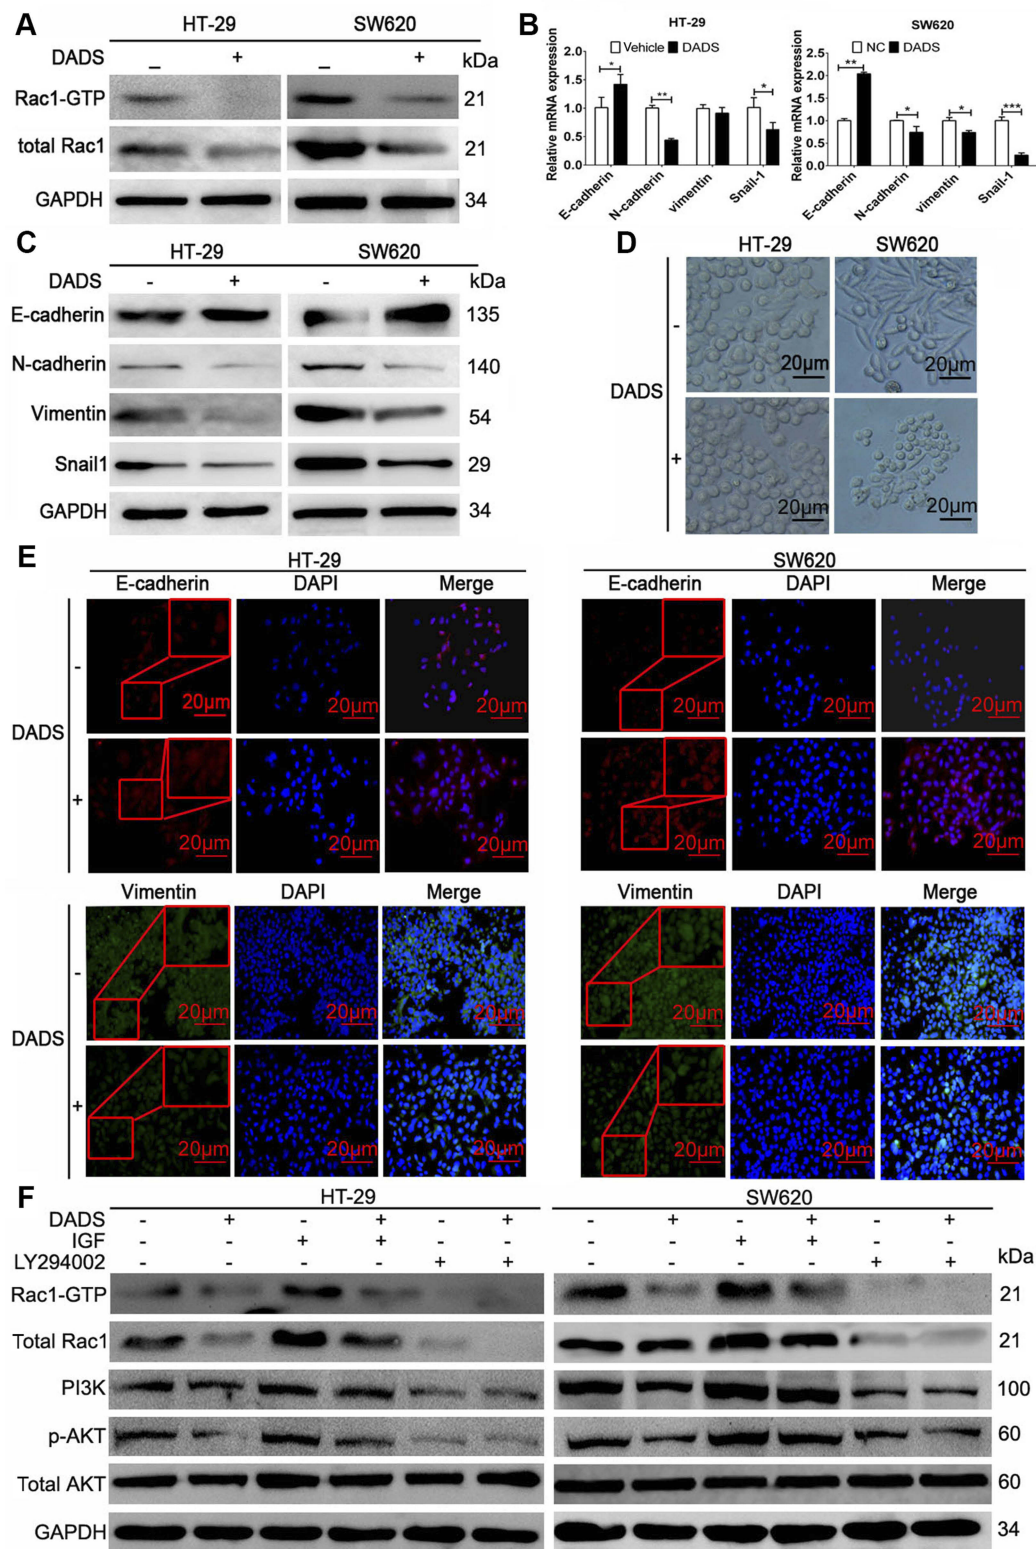 A
HT-29 SW620
DADS – + – + kDa
Rac1-GTP 21
total Rac1 21
GAPDH 34
B
HT-29
Vehicle DADS
Relative mRNA expression
2.0
1.5
1.0
0.5
0.0
* ** *
E-cadherin N-cadherin vimentin Snail-1
SW620
NC DADS
Relative mRNA expression
2.5
2.0
1.5
1.0
0.5
0.0
** * * ***
E-cadherin N-cadherin vimentin Snail-1
C
HT-29 SW620
DADS - + - + kDa
E-cadherin 135
N-cadherin 140
Vimentin 54
Snail1 29
GAPDH 34
D
HT-29 SW620
DADS
-
20μm 20μm
+
20μm 20μm
E
HT-29 SW620
E-cadherin DAPI Merge E-cadherin DAPI Merge
DADS
-
20μm 20μm 20μm 20μm 20μm 20μm
+
20μm 20μm 20μm 20μm 20μm 20μm
Vimentin DAPI Merge Vimentin DAPI Merge
DADS
-
20μm 20μm 20μm 20μm 20μm 20μm
+
20μm 20μm 20μm 20μm 20μm 20μm
F
HT-29 SW620
DADS - + - + - + - + - + - +
IGF - - + + - - - - + + - -
LY294002 - - - - + + - - - - + + kDa
Rac1-GTP 21
Total Rac1 21
PI3K 100
p-AKT 60
Total AKT 60
GAPDH 34